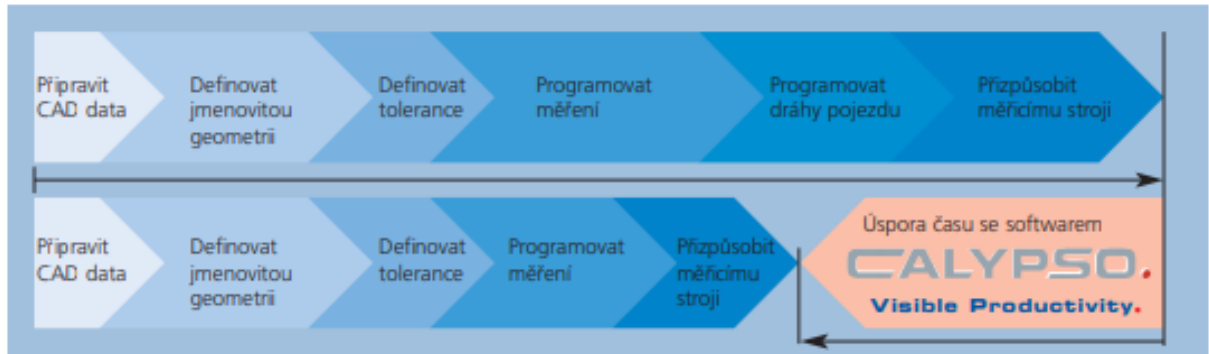 Připravit
CAD data
Definovat
jmenovitou
geometrii
Definovat
tolerance
Programovat
měření
Programovat
dráhy pojezdu
Přizpůsobit
měřicímu stroji
Připravit
CAD data
Definovat
jmenovitou
geometrii
Definovat
tolerance
Programovat
měření
Přizpůsobit
měřicímu
stroji
Úspora času se softwarem
CALYPSO.
Visible Productivity.